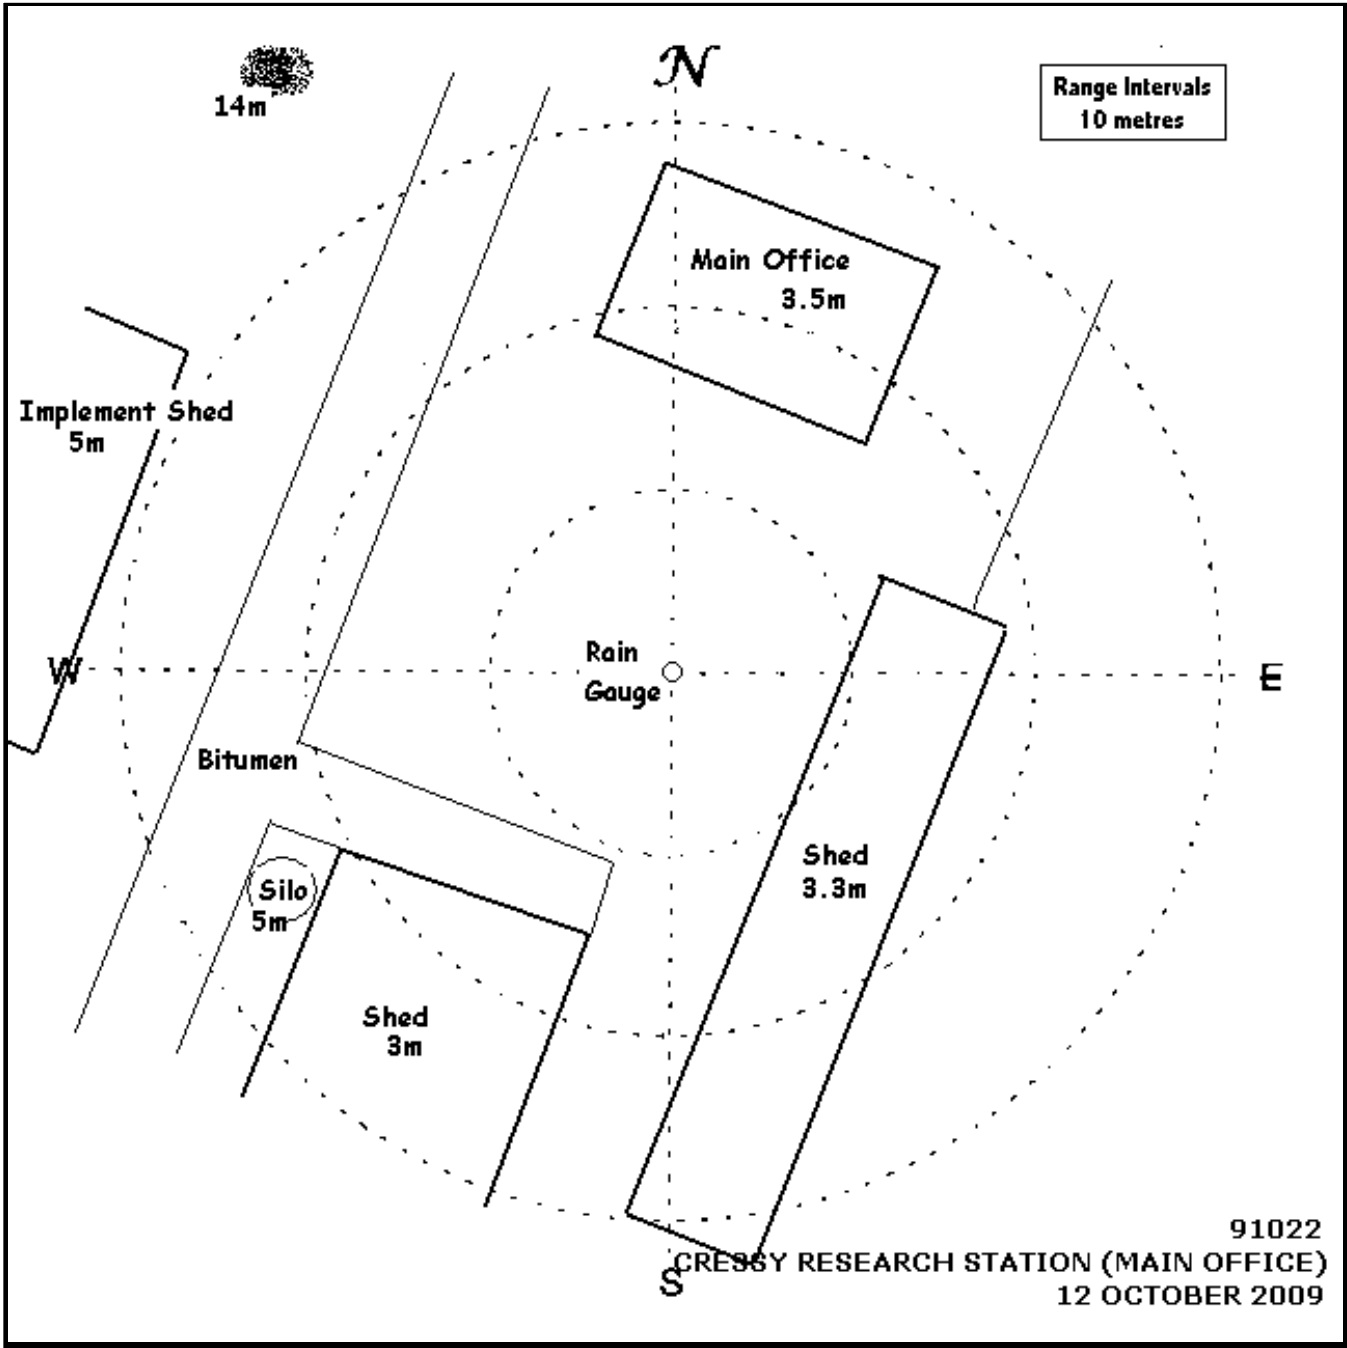 N
14m
Range Intervals
10 metres
Main Office
3.5m
Implement Shed
5m
Rain
Gauge
W
E
Bitumen
Shed
3.3m
Silo
5m
Shed
3m
91022
CRESSY RESEARCH STATION (MAIN OFFICE)
S
12 OCTOBER 2009